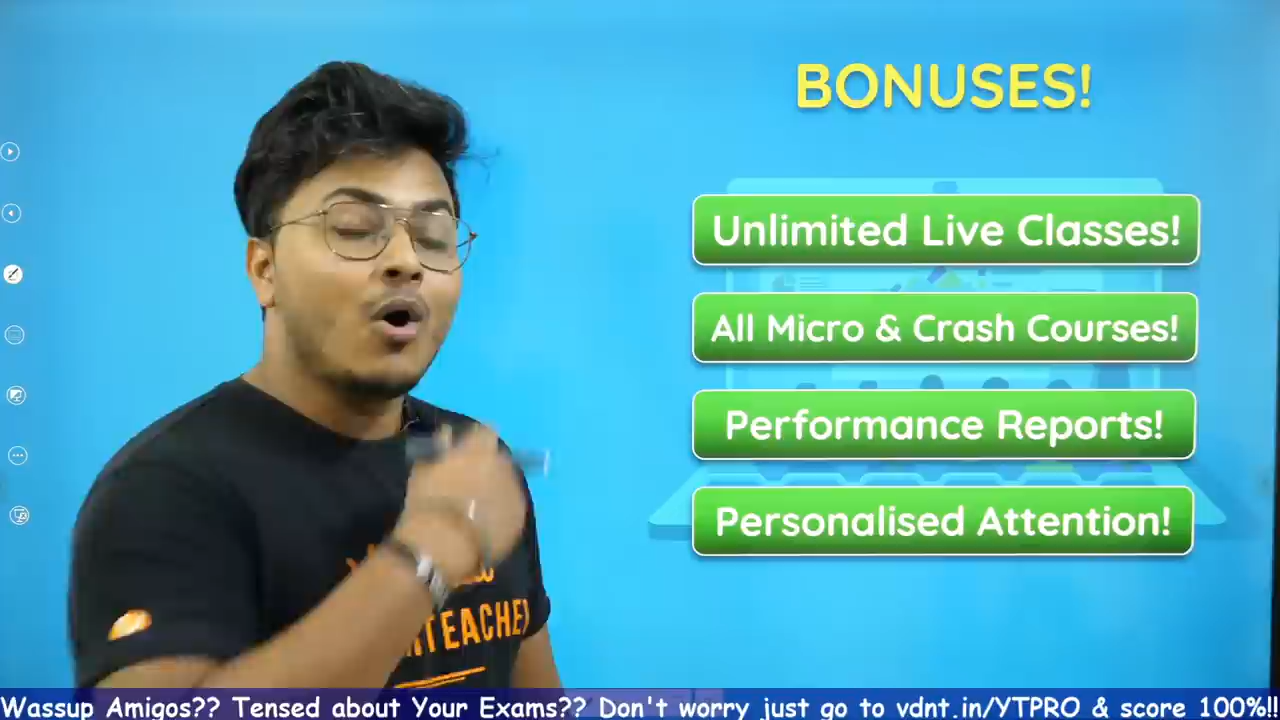 BONUSES!
Unlimited Live Classes!
All Micro & Crash Courses!
Performance Reports!
Personalised Attention!
TEACHER
Wassup Amigos?? Tensed about Your Exams?? Don't worry just go to vdnt.in/YTPRO & score 100%!!